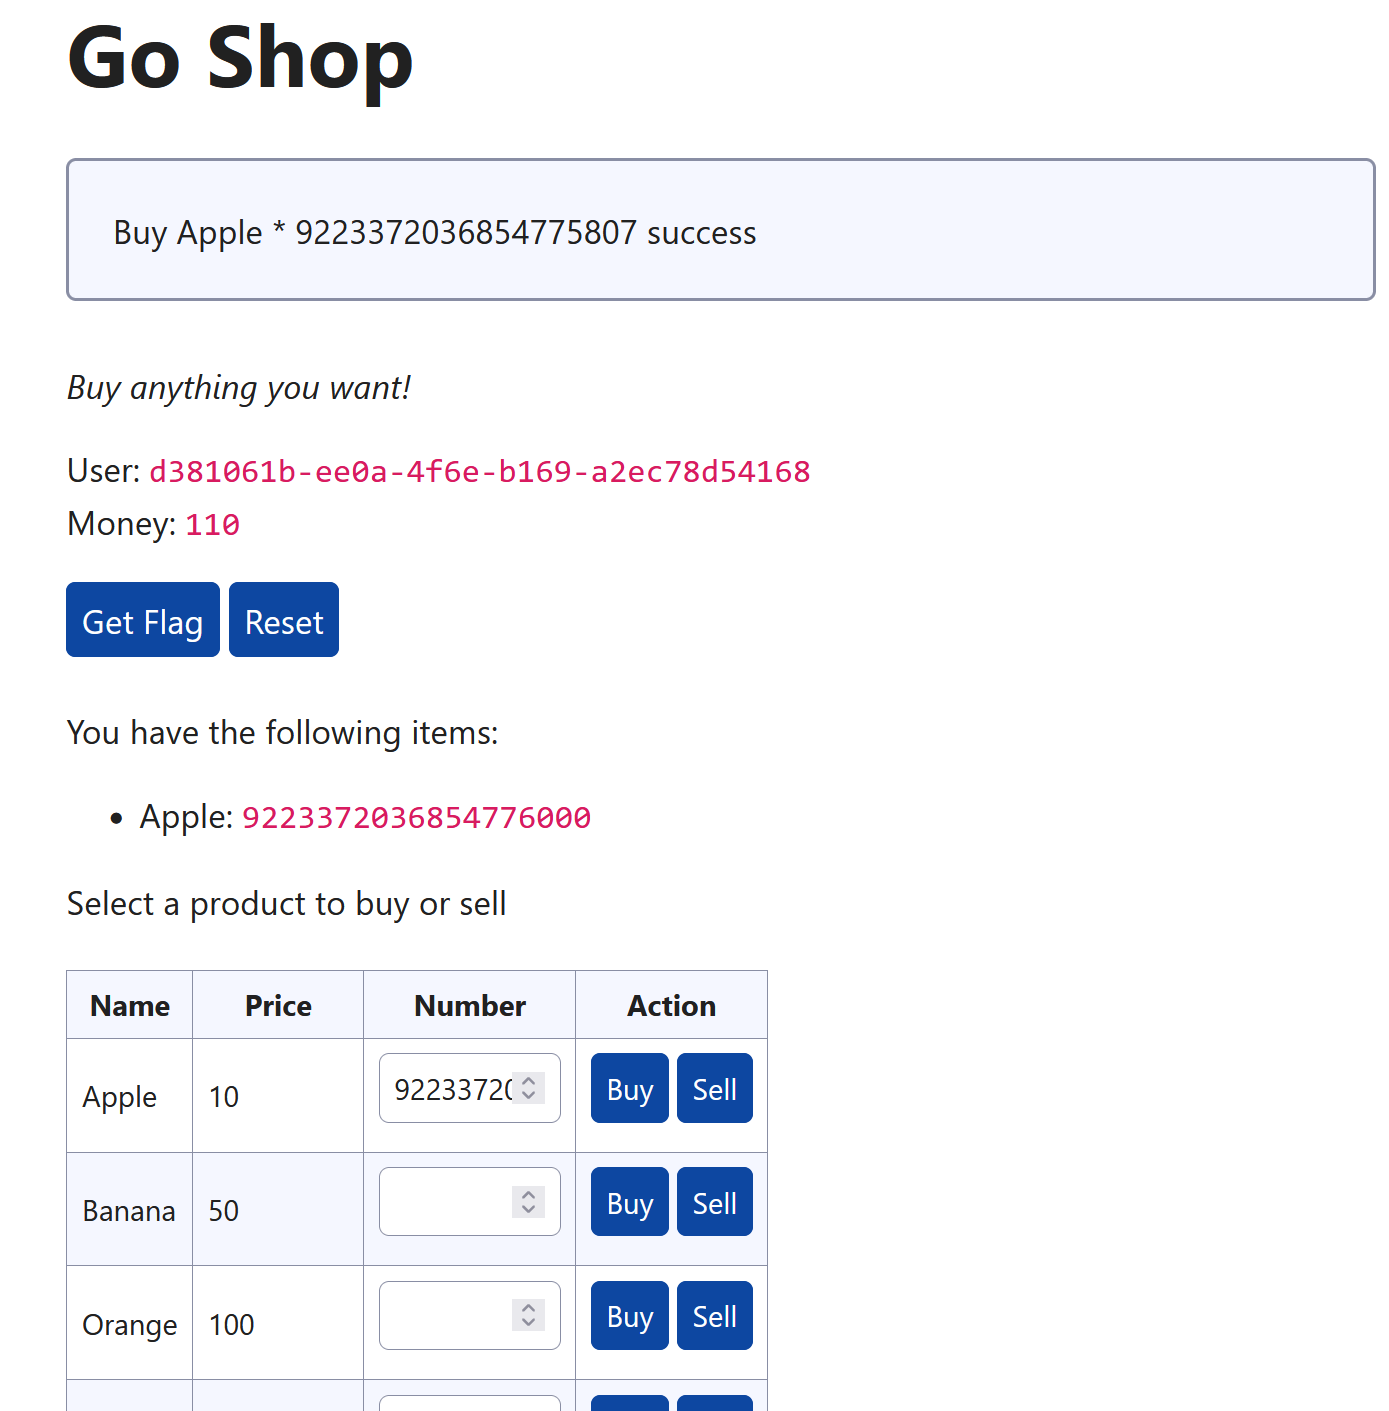 Go Shop
Buy Apple * 9223372036854775807 success
Buy anything you want!
User: d381061b-ee0a-4f6e-b169-a2ec78d54168
Money: 110
Get Flag Reset
You have the following items:
• Apple: 9223372036854776000
Select a product to buy or sell
Name Price Number Action
Apple 10 92233720 Buy Sell
Banana 50 Buy Sell
Orange 100 Buy Sell